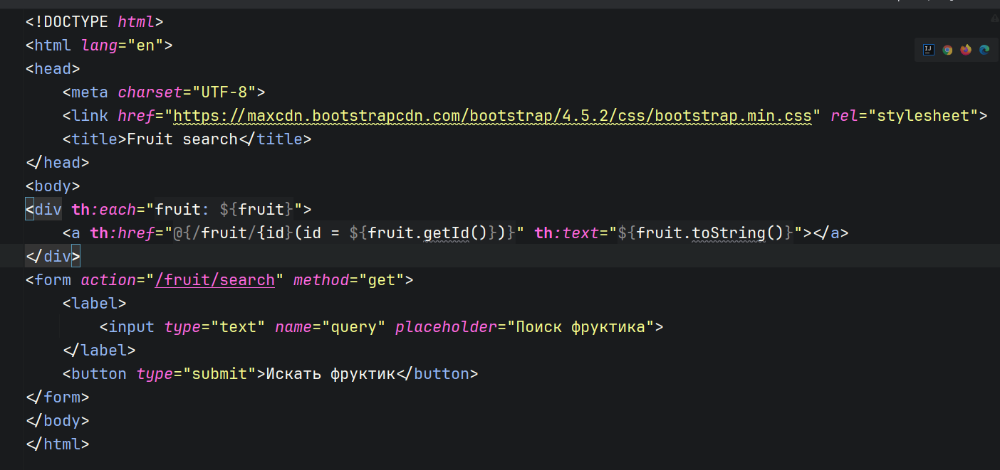 <!DOCTYPE html>
<html lang="en">
<head>
    <meta charset="UTF-8">
    <link href="https://maxcdn.bootstrapcdn.com/bootstrap/4.5.2/css/bootstrap.min.css" rel="stylesheet">
    <title>Fruit search</title>
</head>
<body>
<div th:each="fruit: ${fruit}">
    <a th:href="@{/fruit/{id}(id = ${fruit.getId()})}" th:text="${fruit.toString()}"></a>
</div>
<form action="/fruit/search" method="get">
    <label>
        <input type="text" name="query" placeholder="Поиск фруктика">
    </label>
    <button type="submit">Искать фруктик</button>
</form>
</body>
</html>